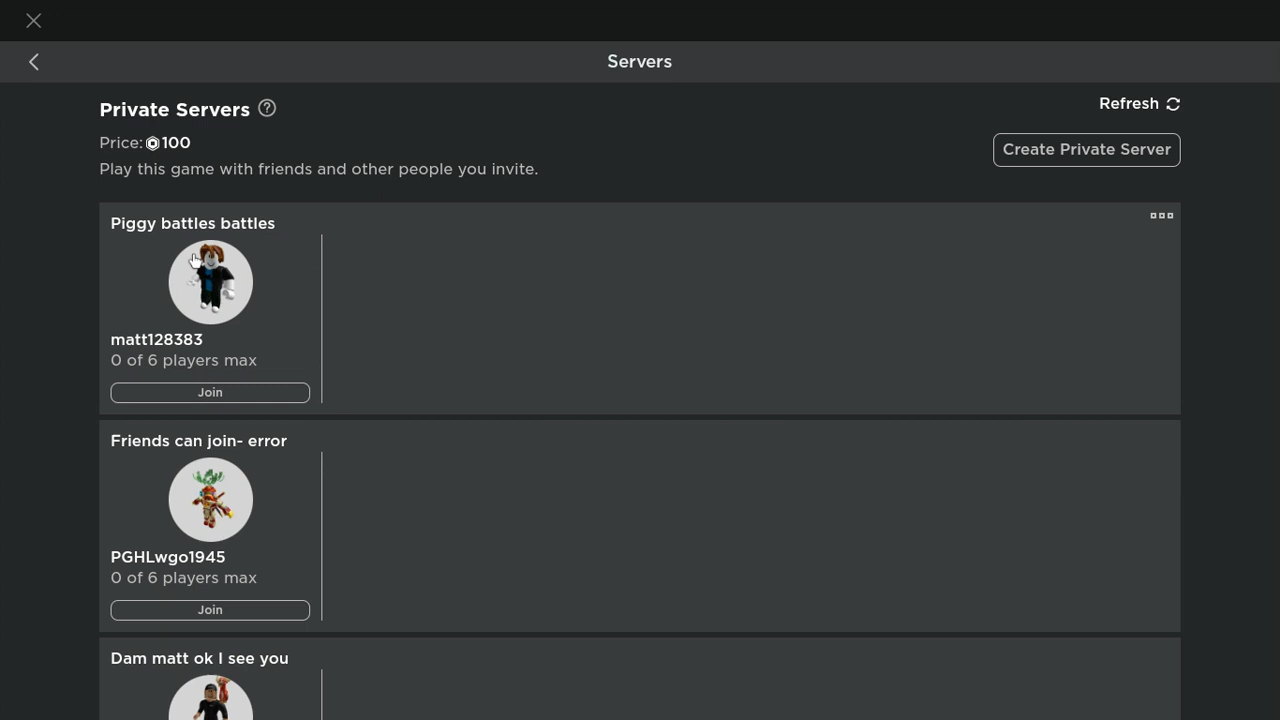 Servers
Private Servers
Refresh
Price: 100
Create Private Server
Play this game with friends and other people you invite.
Piggy battles battles
matt128383
0 of 6 players max
Join
Friends can join- error
PGHLwgo1945
0 of 6 players max
Join
Dam matt ok I see you